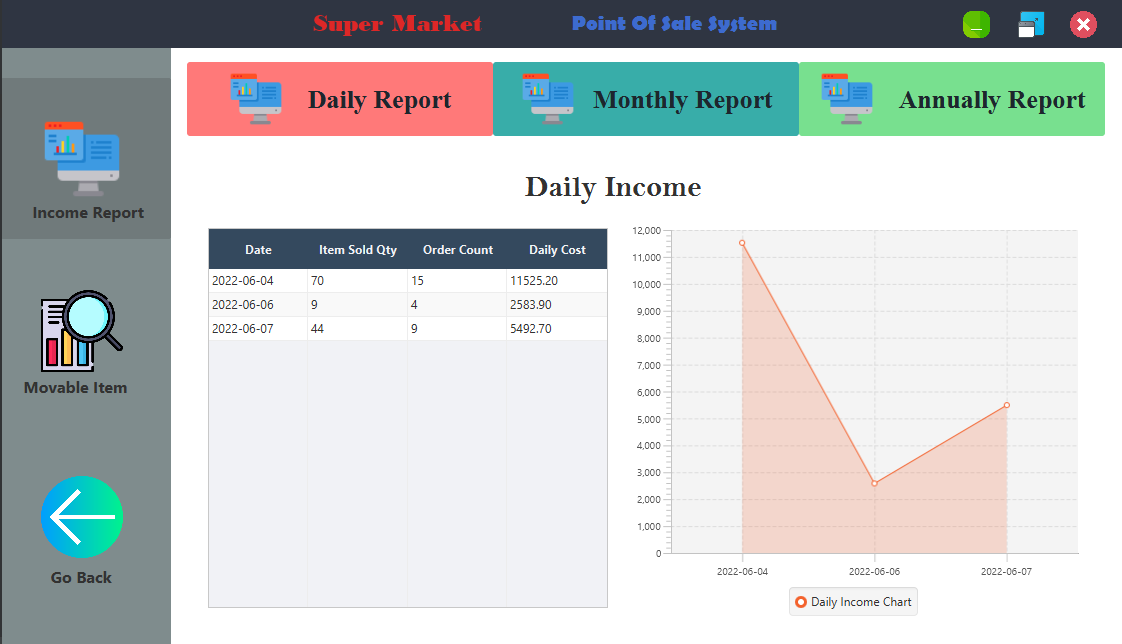 Super Market Point Of Sale System
Daily Report Monthly Report Annually Report
Income Report
Movable Item
Go Back
Daily Income
Date Item Sold Qty Order Count Daily Cost
2022-06-04 70 15 11525.20
2022-06-06 9 4 2583.90
2022-06-07 44 9 5492.70
12,000
11,000
10,000
9,000
8,000
7,000
6,000
5,000
4,000
3,000
2,000
1,000
0
2022-06-04 2022-06-06 2022-06-07
Daily Income Chart